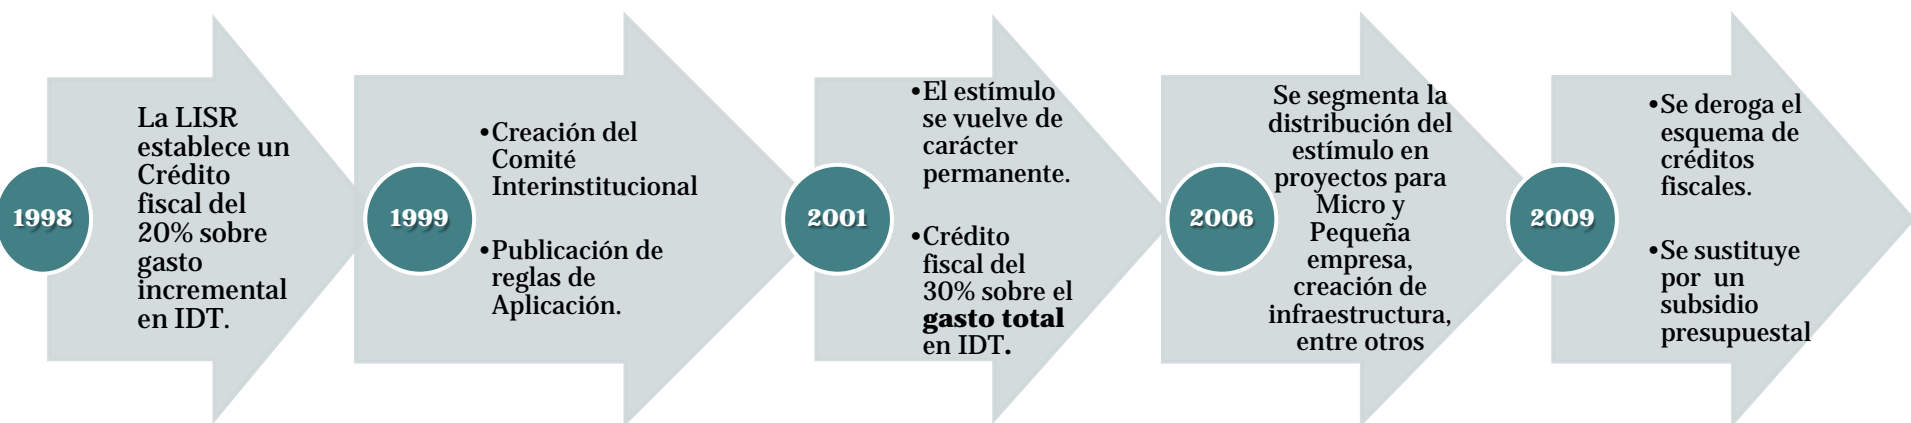 1998
La LISR
establece un
Crédito
fiscal del
20% sobre
gasto
incremental
en IDT.
1999
•Creación del
Comité
Interinstitucional
•Publicación de
reglas de
Aplicación.
2001
•El estímulo
se vuelve de
carácter
permanente.
•Crédito
fiscal del
30% sobre el
gasto total
en IDT.
2006
Se segmenta la
distribución del
estímulo en
proyectos para
Micro y
Pequeña
empresa,
creación de
infraestructura,
entre otros
2009
•Se deroga el
esquema de
créditos
fiscales.
•Se sustituye
por un
subsidio
presupuestal